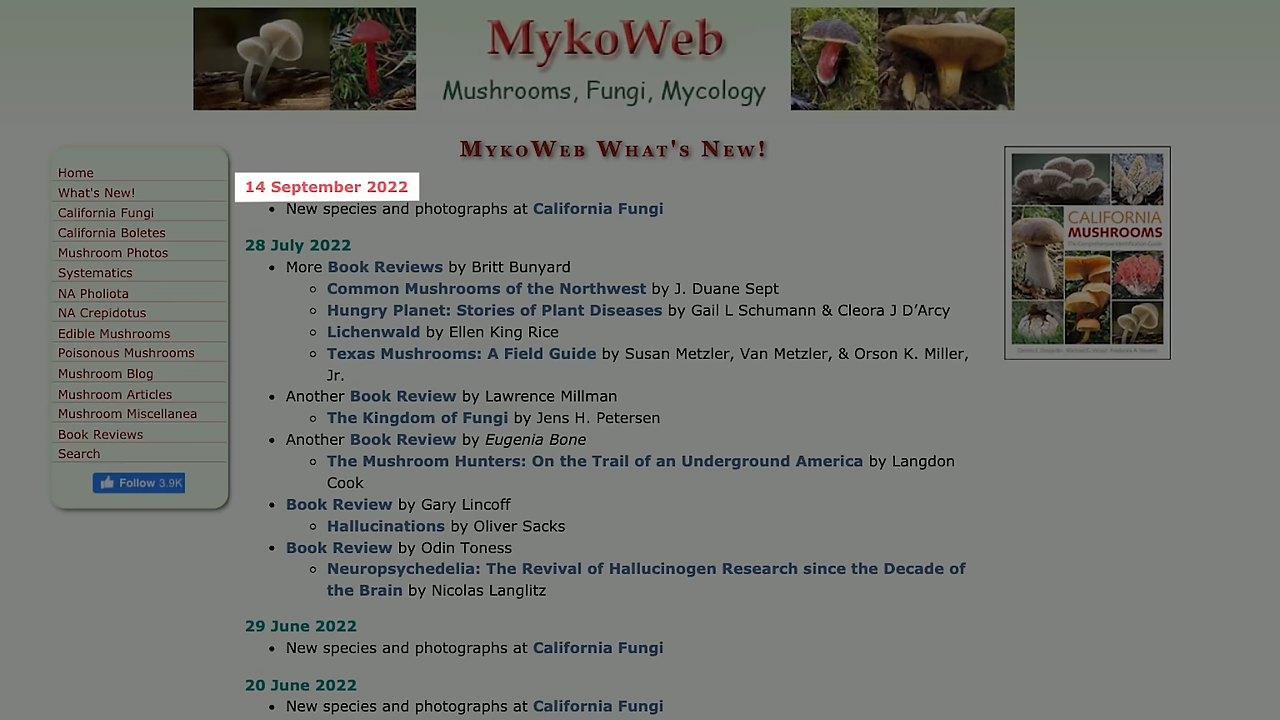 MykoWeb
Mushrooms, Fungi, Mycology
MykoWeb What's New!
Home
What's New!
California Fungi
California Boletes
Mushroom Photos
Systematics
NA Pholiota
NA Crepidotus
Edible Mushrooms
Poisonous Mushrooms
Mushroom Blog
Mushroom Articles
Mushroom Miscellanea
Book Reviews
Search
Follow 3.9K
14 September 2022
• New species and photographs at California Fungi
28 July 2022
• More Book Reviews by Britt Bunyard
◦ Common Mushrooms of the Northwest by J. Duane Sept
◦ Hungry Planet: Stories of Plant Diseases by Gail L Schumann & Cleora J D’Arcy
◦ Lichenwald by Ellen King Rice
◦ Texas Mushrooms: A Field Guide by Susan Metzler, Van Metzler, & Orson K. Miller,
Jr.
• Another Book Review by Lawrence Millman
◦ The Kingdom of Fungi by Jens H. Petersen
• Another Book Review by Eugenia Bone
◦ The Mushroom Hunters: On the Trail of an Underground America by Langdon
Cook
• Book Review by Gary Lincoff
◦ Hallucinations by Oliver Sacks
• Book Review by Odin Toness
◦ Neuropsychedelia: The Revival of Hallucinogen Research since the Decade of
the Brain by Nicolas Langlitz
29 June 2022
• New species and photographs at California Fungi
20 June 2022
• New species and photographs at California Fungi
CALIFORNIA
MUSHROOMS